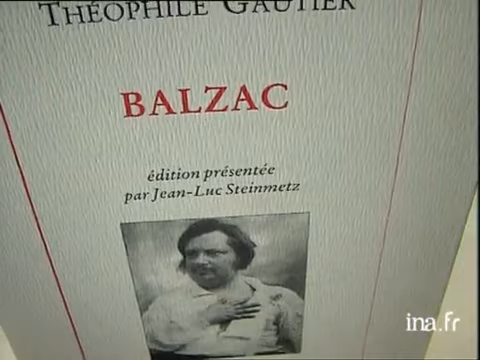 THÉOPHILE GAUTIER
BALZAC
édition présentée
par Jean-Luc Steinmetz
ina.fr